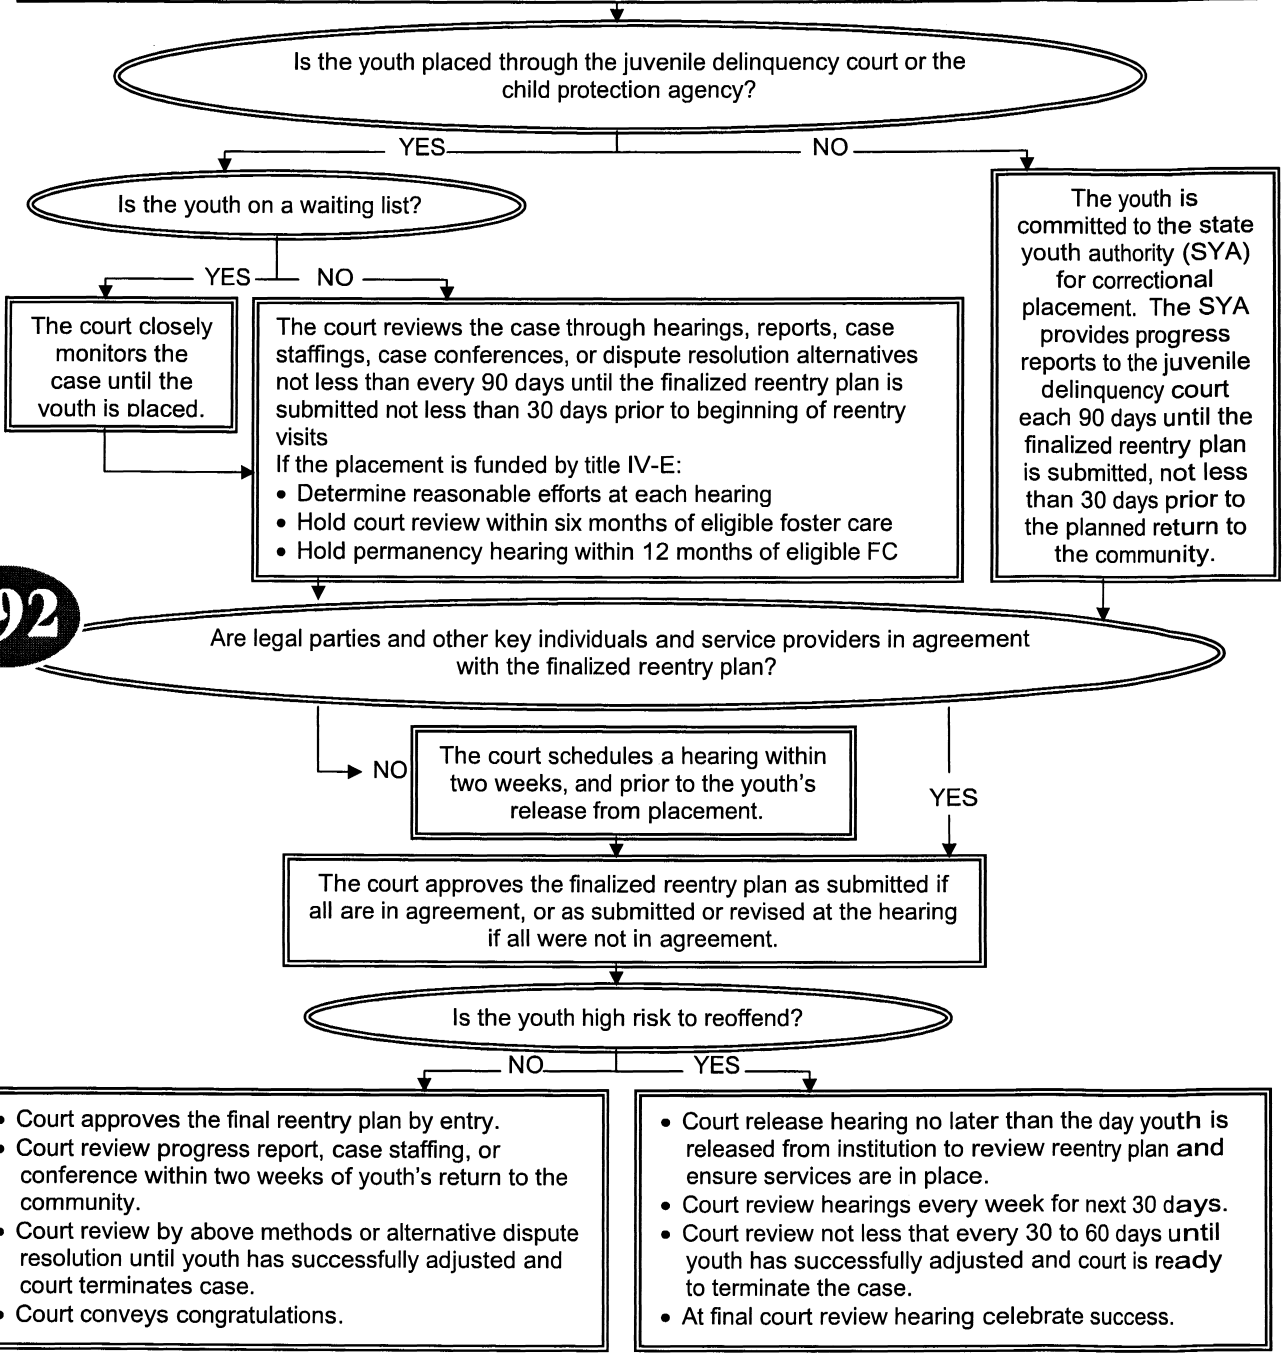 Is the youth placed through the juvenile delinquency court or the
child protection agency?
YES
NO
Is the youth on a waiting list?
YES
NO
The court closely
monitors the
case until the
youth is placed.
The court reviews the case through hearings, reports, case
staffings, case conferences, or dispute resolution alternatives
not less than every 90 days until the finalized reentry plan is
submitted not less than 30 days prior to beginning of reentry
visits
If the placement is funded by title IV-E:
• Determine reasonable efforts at each hearing
• Hold court review within six months of eligible foster care
• Hold permanency hearing within 12 months of eligible FC
The youth is
committed to the state
youth authority (SYA)
for correctional
placement. The SYA
provides progress
reports to the juvenile
delinquency court
each 90 days until the
finalized reentry plan
is submitted, not less
than 30 days prior to
the planned return to
the community.
92
Are legal parties and other key individuals and service providers in agreement
with the finalized reentry plan?
NO
The court schedules a hearing within
two weeks, and prior to the youth's
release from placement.
YES
The court approves the finalized reentry plan as submitted if
all are in agreement, or as submitted or revised at the hearing
if all were not in agreement.
Is the youth high risk to reoffend?
NO
YES
• Court approves the final reentry plan by entry.
• Court review progress report, case staffing, or
conference within two weeks of youth's return to the
community.
• Court review by above methods or alternative dispute
resolution until youth has successfully adjusted and
court terminates case.
• Court conveys congratulations.
• Court release hearing no later than the day youth is
released from institution to review reentry plan and
ensure services are in place.
• Court review hearings every week for next 30 days.
• Court review not less that every 30 to 60 days until
youth has successfully adjusted and court is ready
to terminate the case.
• At final court review hearing celebrate success.